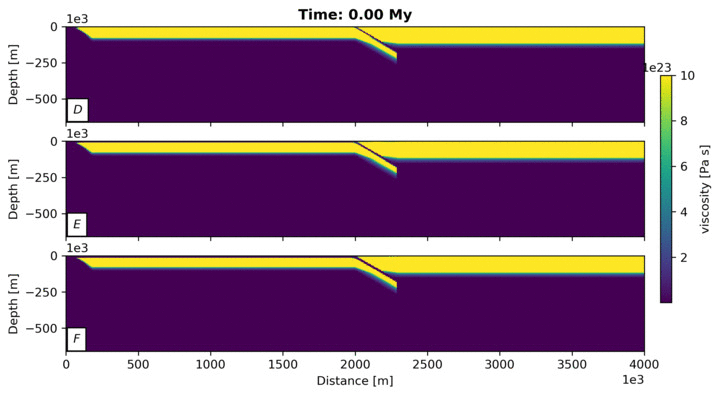 Time: 0.00 My
1e3
0
−250
−500
Depth [m]
D
1e3
0
−250
−500
Depth [m]
E
1e3
0
−250
−500
Depth [m]
F
0 500 1000 1500 2000 2500 3000 3500 4000
Distance [m]
1e3
1e23
10
8
6
4
2
viscosity [Pa s]